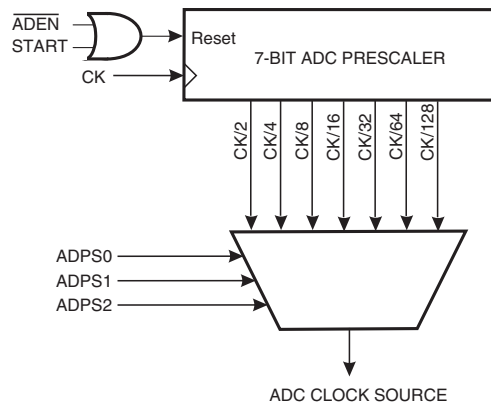 ADEN
START
Reset
7-BIT ADC PRESCALER
CK
CK/2
CK/4
CK/8
CK/16
CK/32
CK/64
CK/128
ADPS0
ADPS1
ADPS2
ADC CLOCK SOURCE